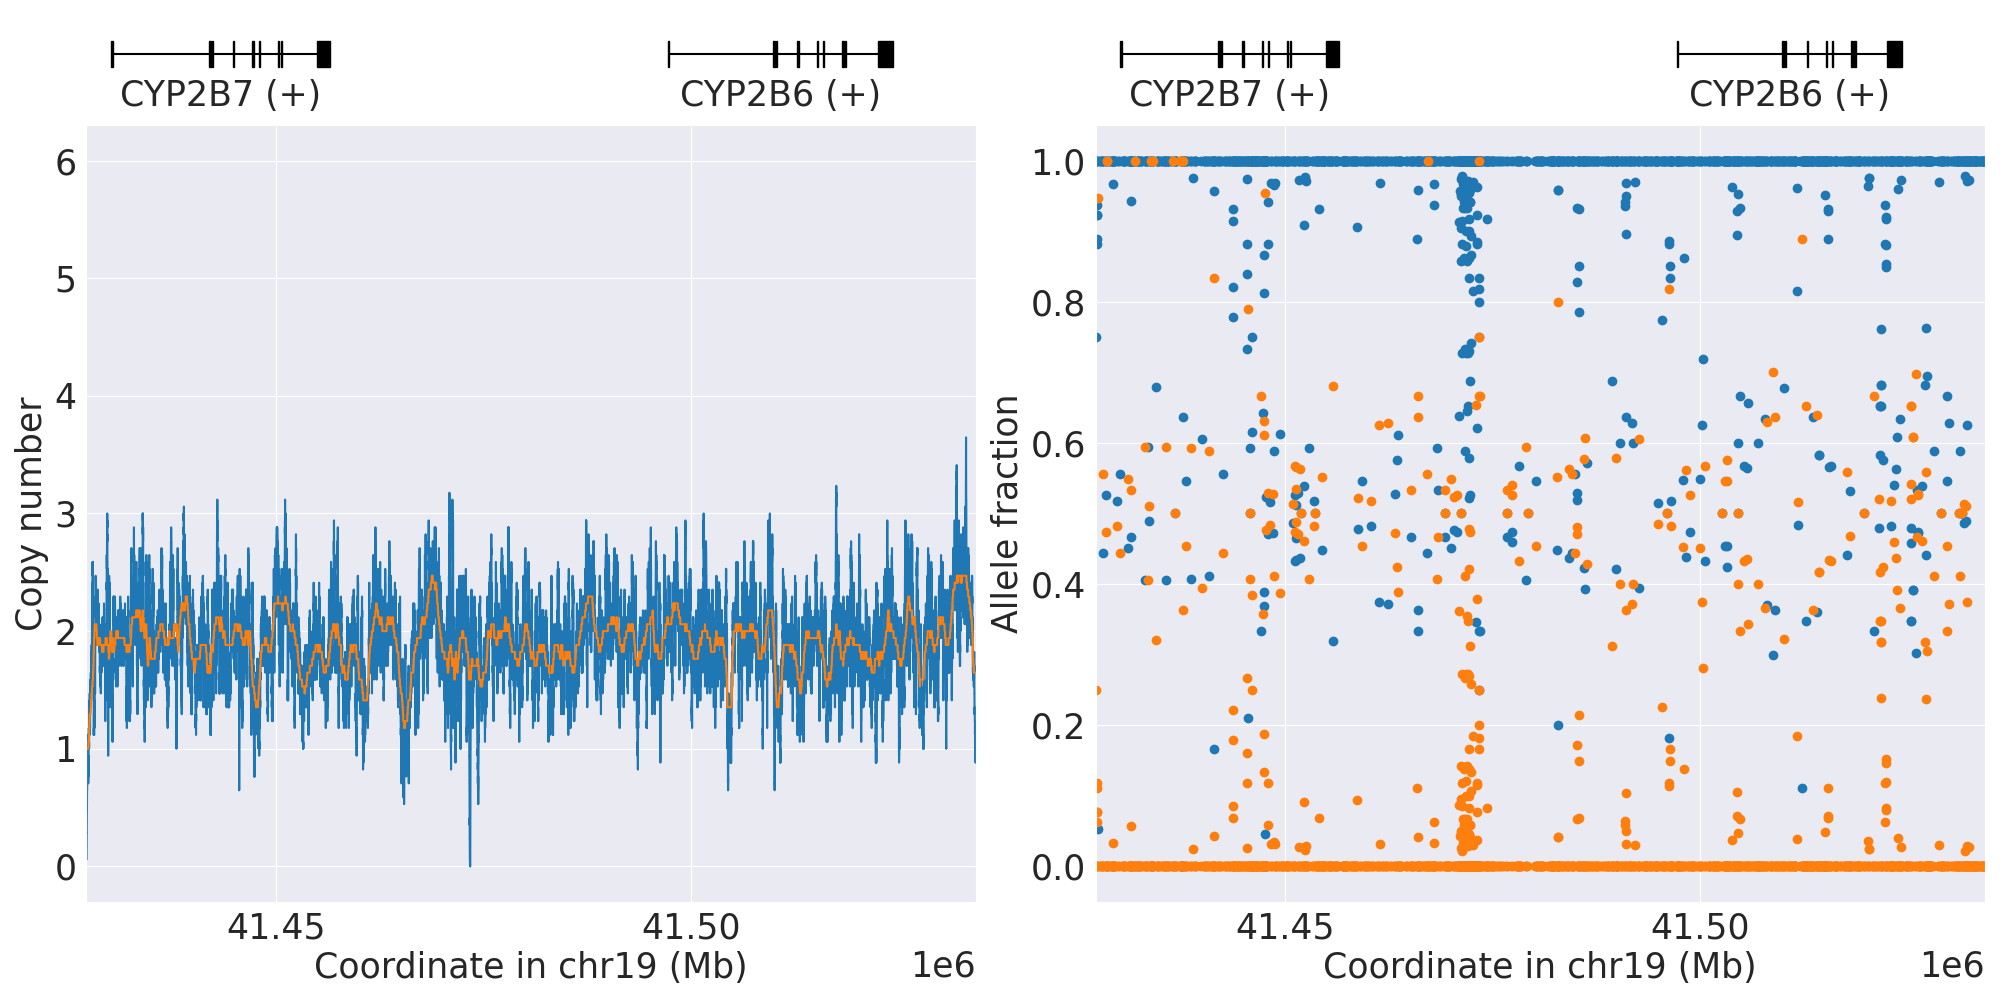 CYP2B7 (+)
CYP2B6 (+)
CYP2B7 (+)
CYP2B6 (+)
Copy number
6
5
4
3
2
1
0
41.45
41.50
Coordinate in chr19 (Mb)
1e6
Allele fraction
1.0
0.8
0.6
0.4
0.2
0.0
41.45
41.50
Coordinate in chr19 (Mb)
1e6